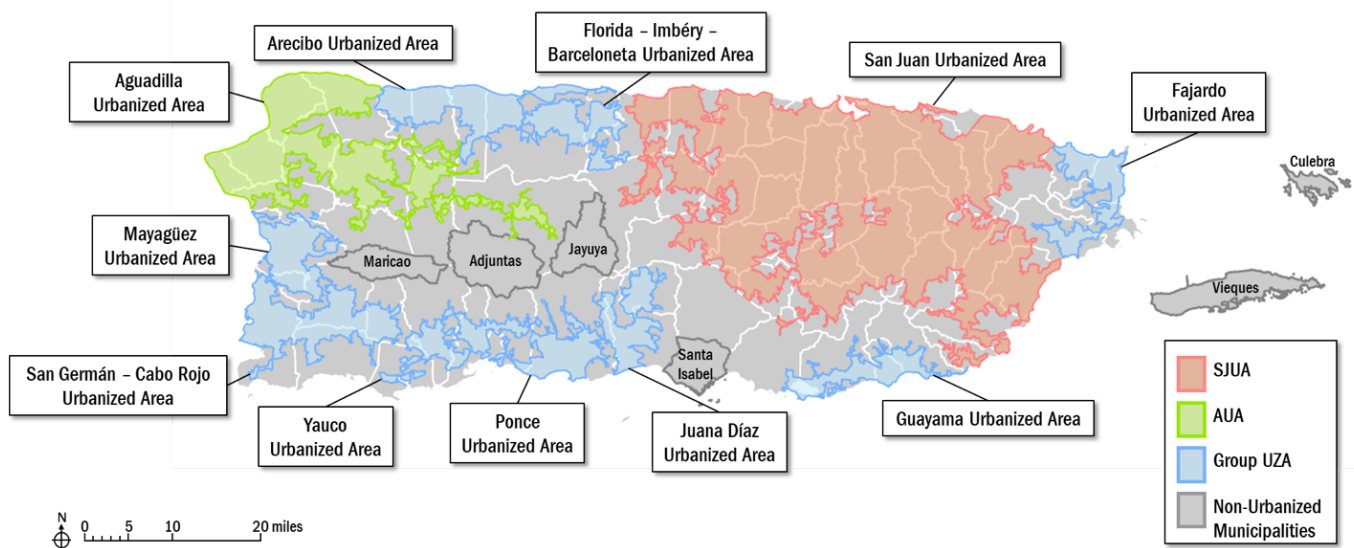 Florida – Imbéry –
Barceloneta Urbanized Area
Arecibo Urbanized Area
San Juan Urbanized Area
Aguadilla
Urbanized Area
Fajardo
Urbanized Area
Culebra
Mayagüez
Urbanized Area
Maricao
Adjuntas
Jayuya
Vieques
Santa
Isabel
San Germán – Cabo Rojo
Urbanized Area
Yauco
Urbanized Area
Ponce
Urbanized Area
Juana Díaz
Urbanized Area
Guayama Urbanized Area
SJUA
AUA
Group UZA
Non-Urbanized
Municipalities
N
0 5 10 20 miles